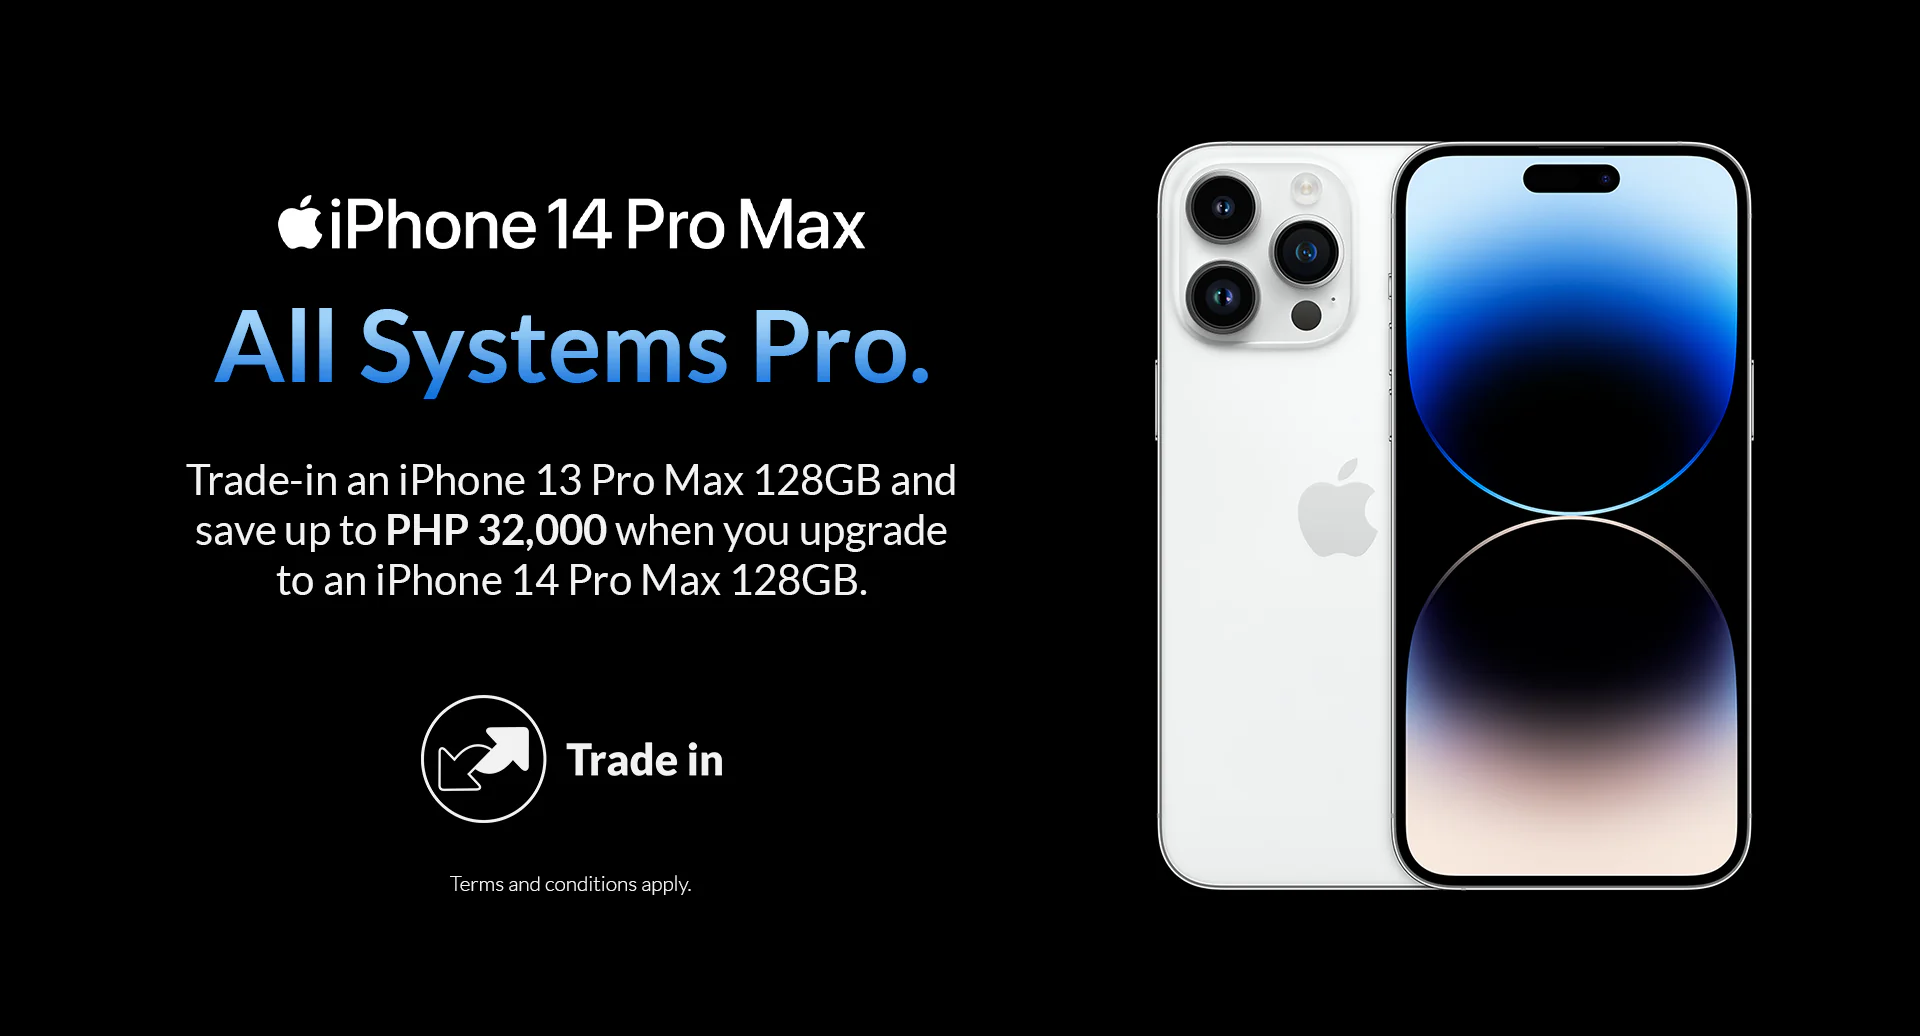 iPhone 14 Pro Max
All Systems Pro.
Trade-in an iPhone 13 Pro Max 128GB and
save up to PHP 32,000 when you upgrade
to an iPhone 14 Pro Max 128GB.
Trade in
Terms and conditions apply.